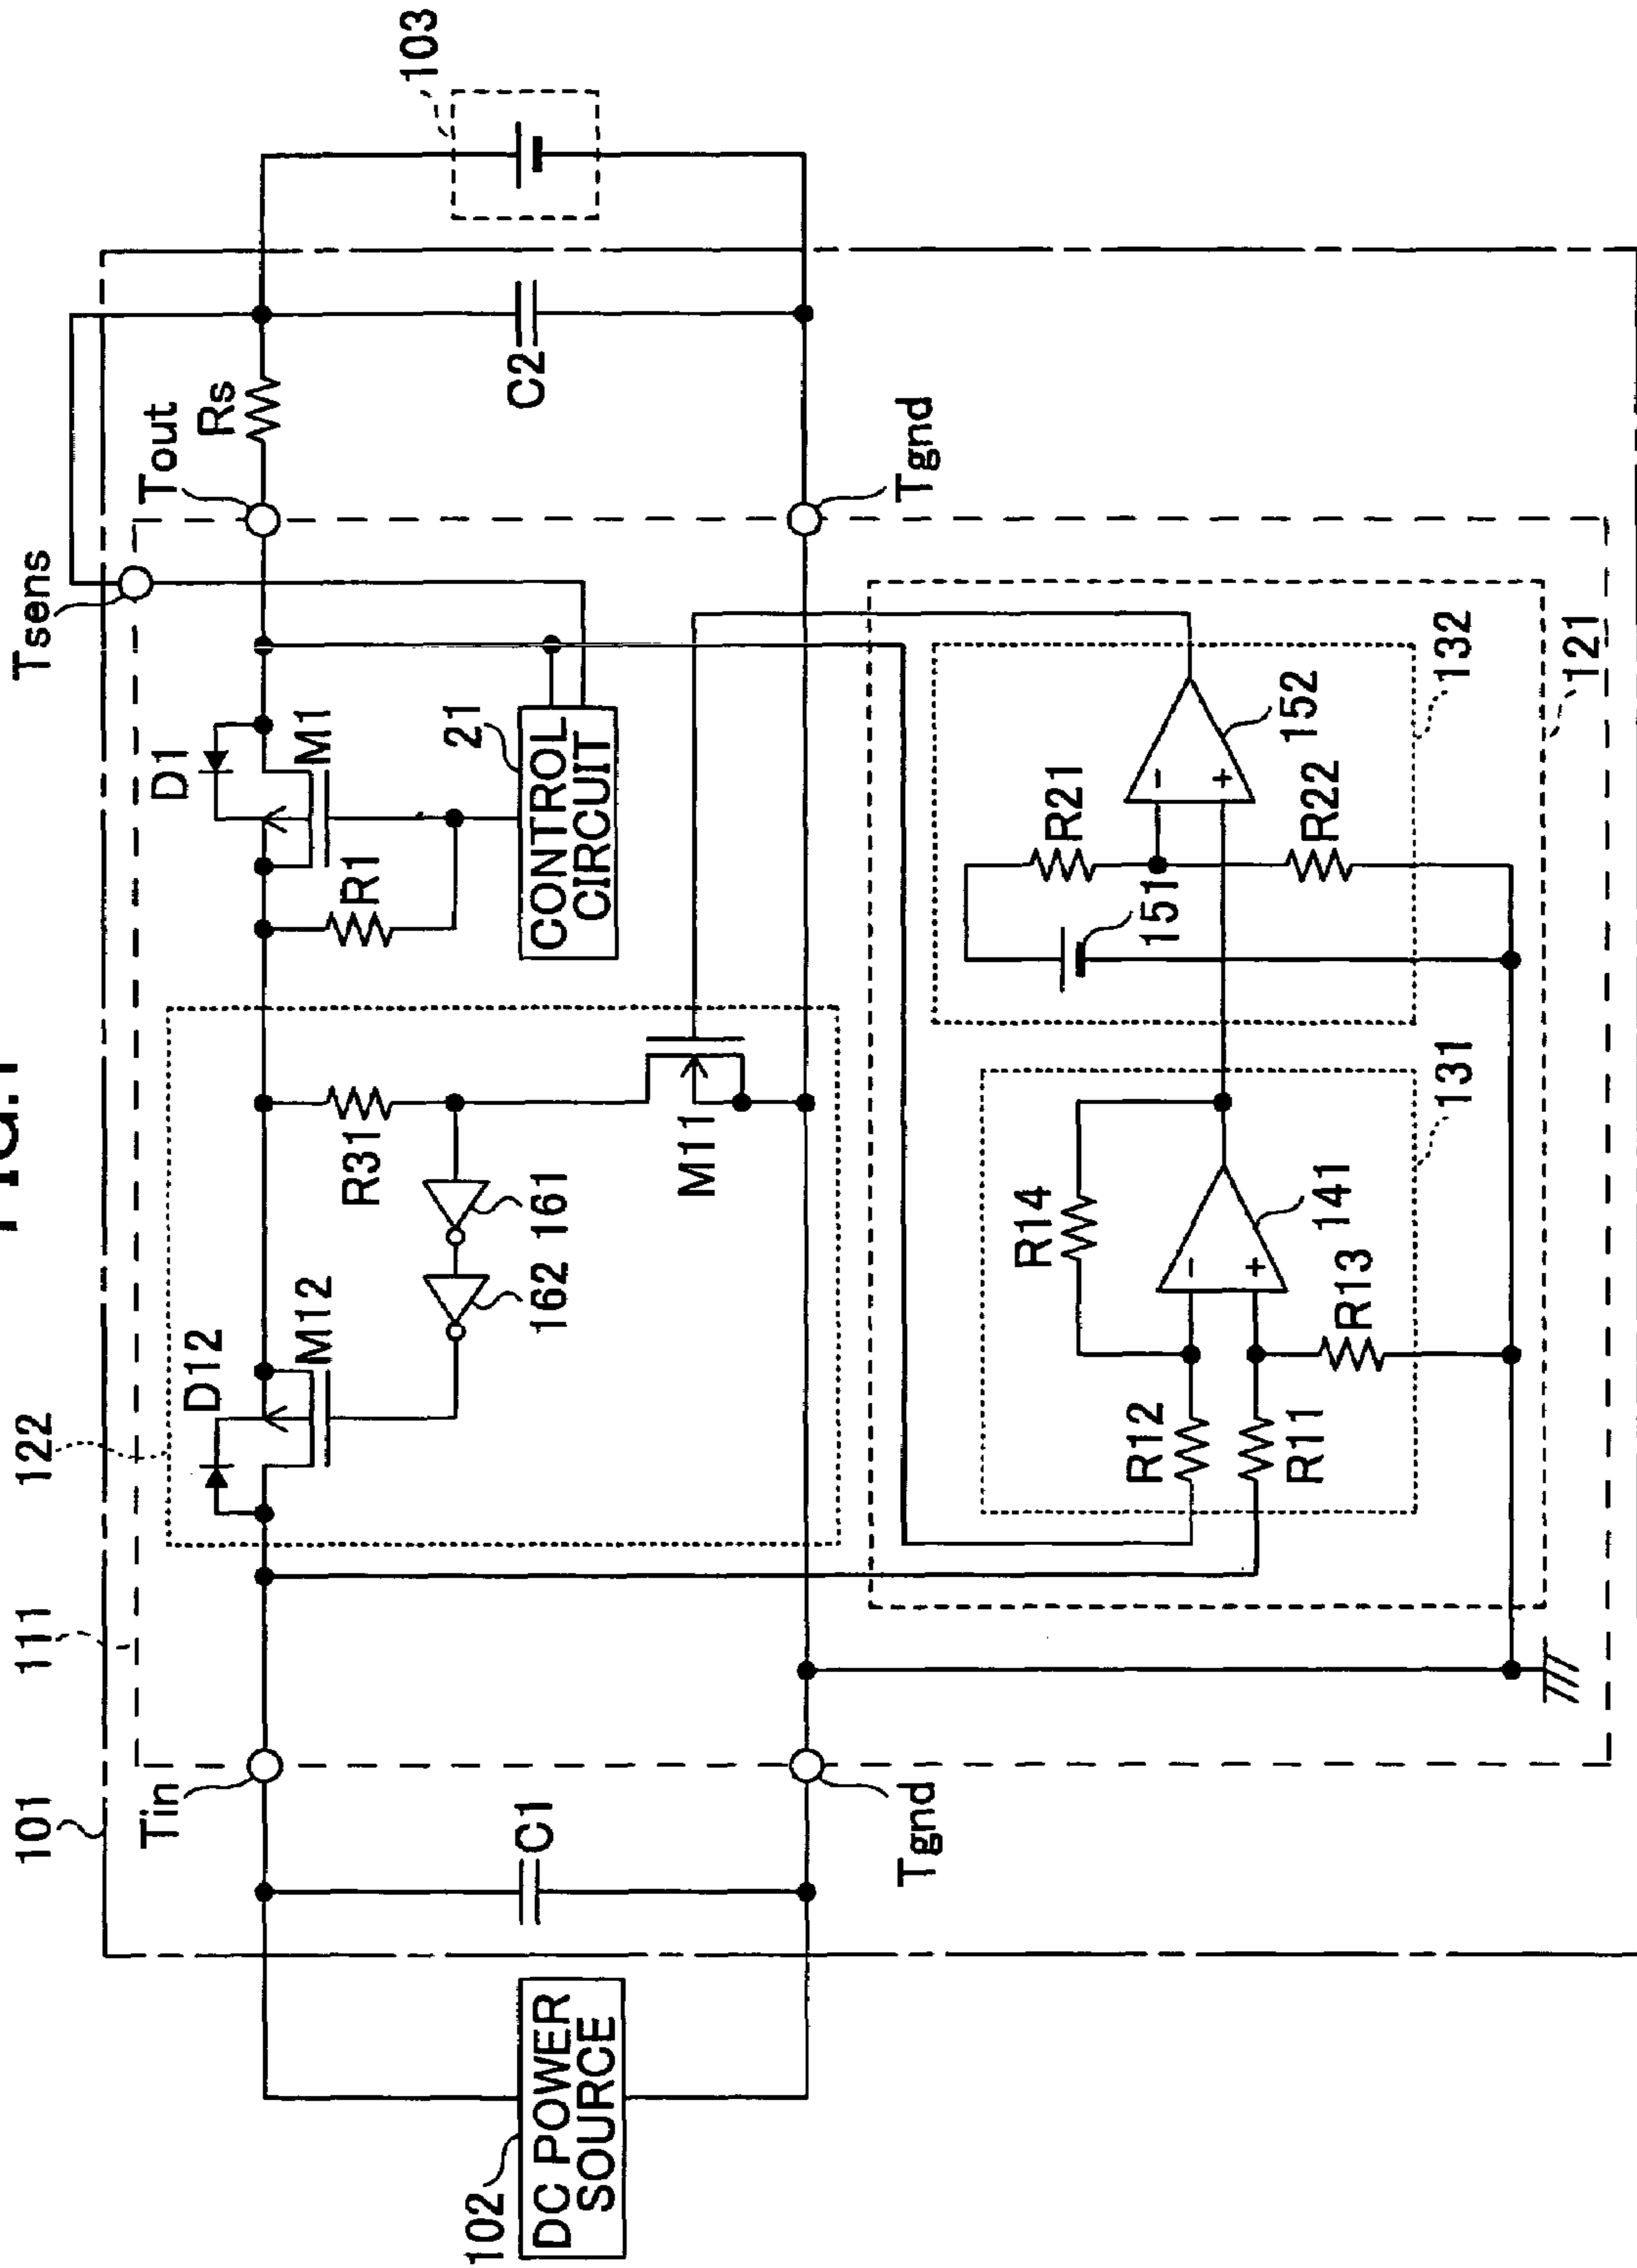 FIG.1
101
111
122
Tsens
Tin
D12
M12
D1
M1
Tout
Rs
103
102
DC POWER
SOURCE
C1
162
161
R31
R1
21
CONTROL
CIRCUIT
C2
M11
Tgnd
Tgnd
R12
R11
R14
R13
141
131
151
R21
R22
152
132
121
-
+
-
+